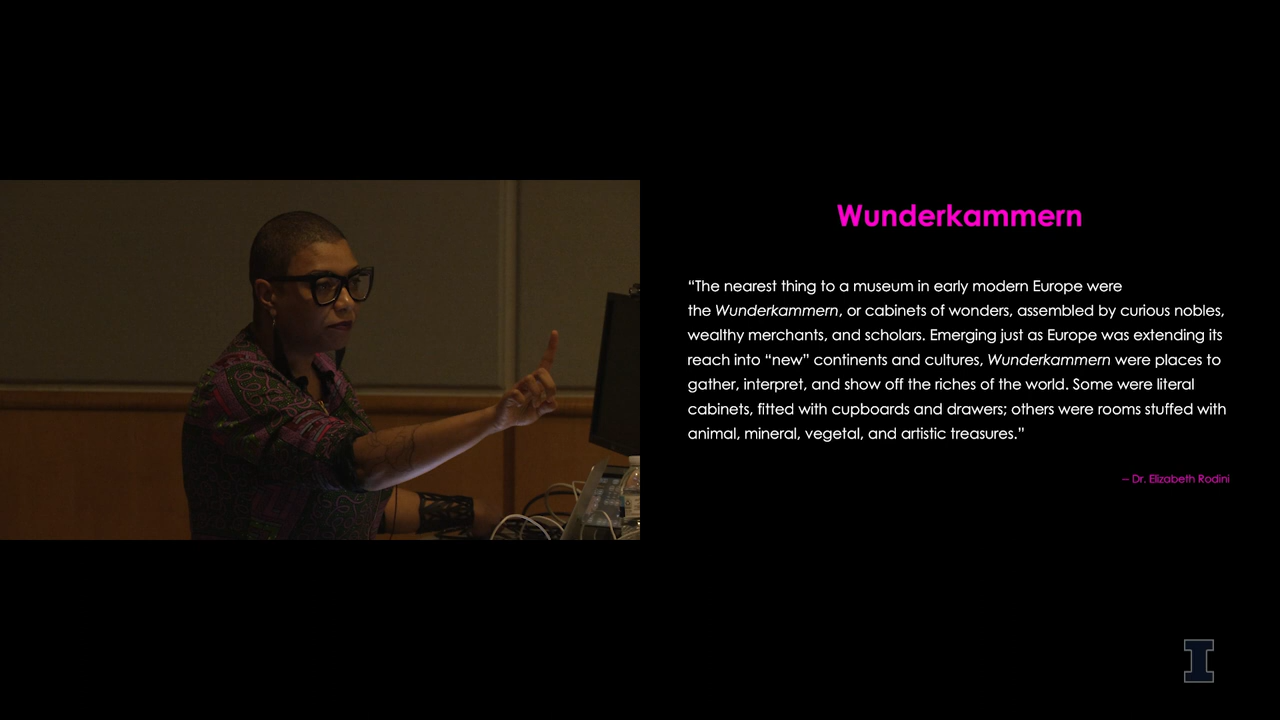 Wunderkammern
“The nearest thing to a museum in early modern Europe were
the Wunderkammern, or cabinets of wonders, assembled by curious nobles,
wealthy merchants, and scholars. Emerging just as Europe was extending its
reach into “new” continents and cultures, Wunderkammern were places to
gather, interpret, and show off the riches of the world. Some were literal
cabinets, fitted with cupboards and drawers; others were rooms stuffed with
animal, mineral, vegetal, and artistic treasures.”
– Dr. Elizabeth Rodini
I